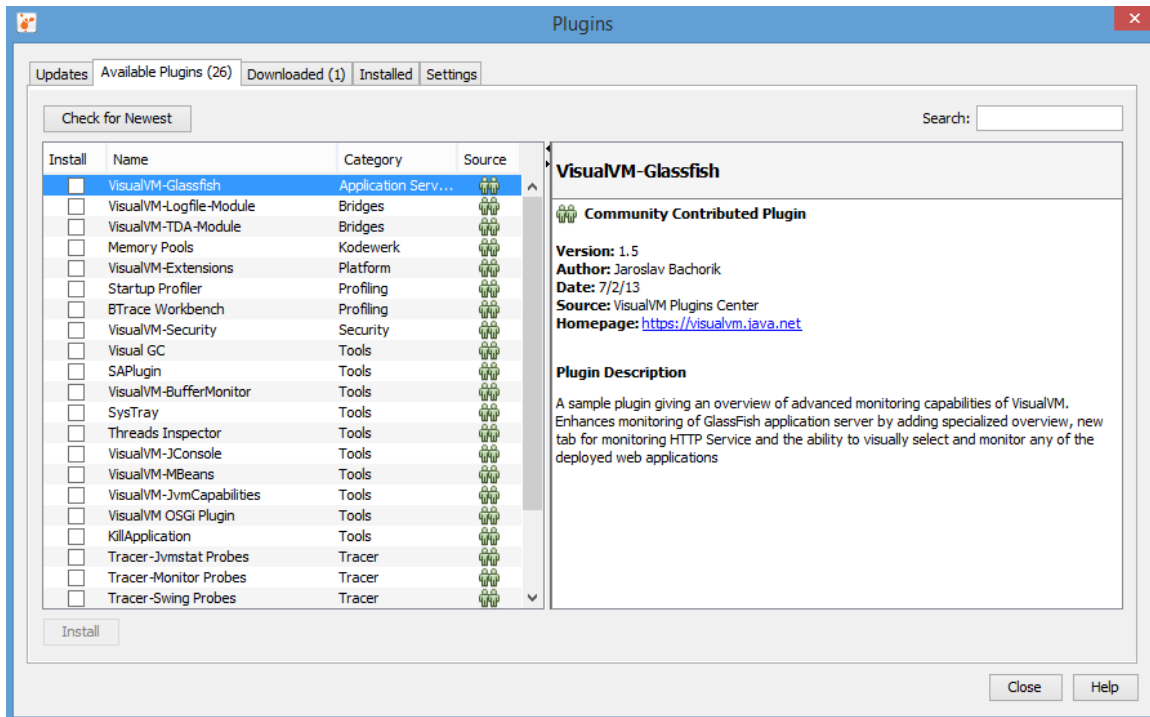 Plugins
Updates Available Plugins (26) Downloaded (1) Installed Settings
Check for Newest Search:
Install Name Category Source
VisualVM-Glassfish Application Serv...
VisualVM-Logfile-Module Bridges
VisualVM-TDA-Module Bridges
Memory Pools Kodewerk
VisualVM-Extensions Platform
Startup Profiler Profiling
BTrace Workbench Profiling
VisualVM-Security Security
Visual GC Tools
SAPlugin Tools
VisualVM-BufferMonitor Tools
SysTray Tools
Threads Inspector Tools
VisualVM-JConsole Tools
VisualVM-MBeans Tools
VisualVM-JvmCapabilities Tools
VisualVM OSGi Plugin Tools
KillApplication Tools
Tracer-Jvmstat Probes Tracer
Tracer-Monitor Probes Tracer
Tracer-Swing Probes Tracer
VisualVM-Glassfish
Community Contributed Plugin
Version: 1.5
Author: Jaroslav Bachorik
Date: 7/2/13
Source: VisualVM Plugins Center
Homepage: https://visualvm.java.net
Plugin Description
A sample plugin giving an overview of advanced monitoring capabilities of VisualVM.
Enhances monitoring of GlassFish application server by adding specialized overview, new
tab for monitoring HTTP Service and the ability to visually select and monitor any of the
deployed web applications
Install
Close Help